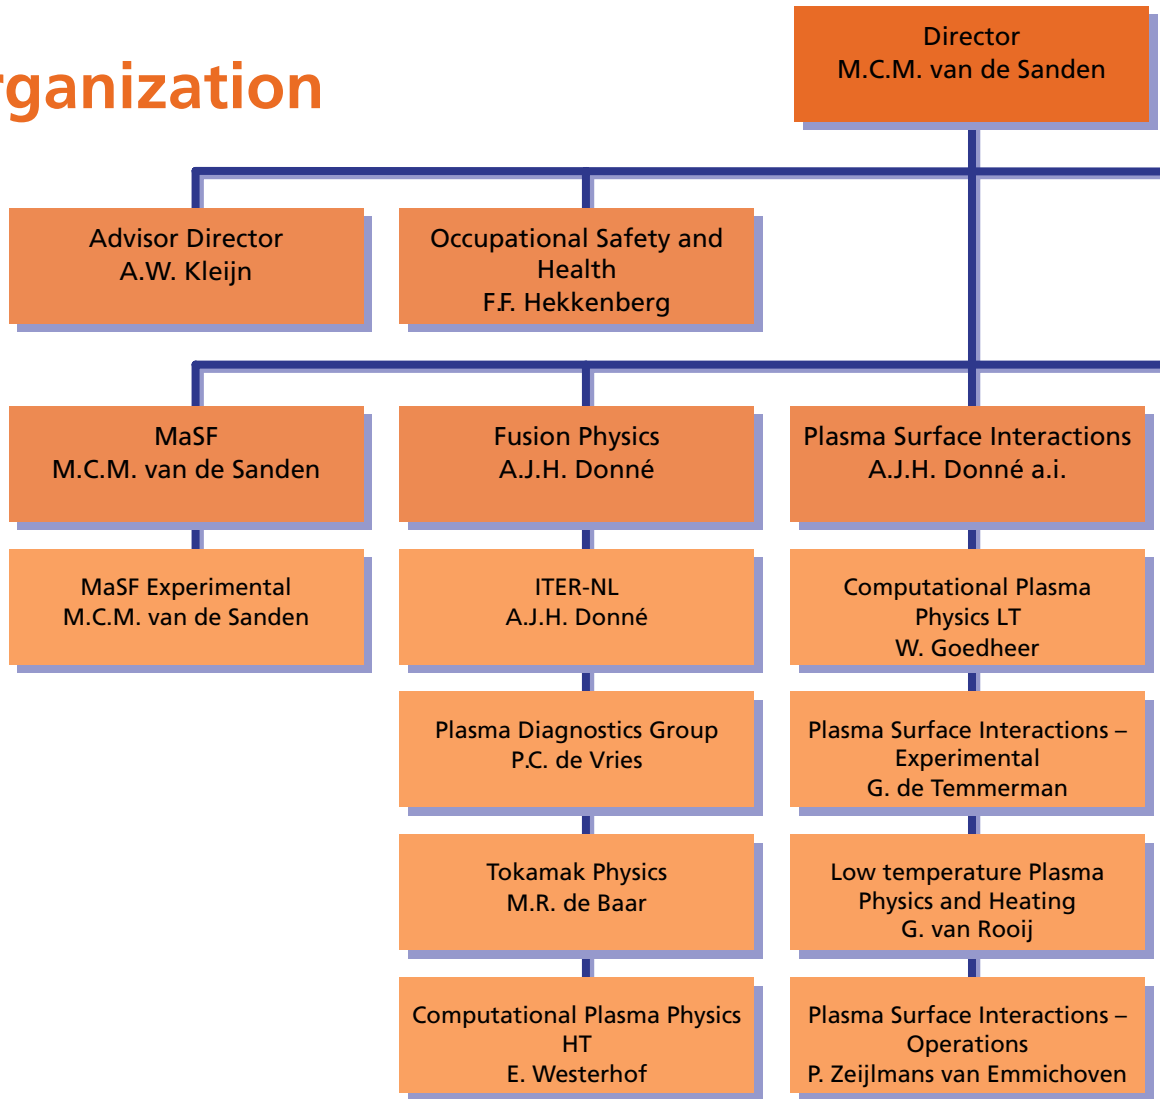 rganization
Director
M.C.M. van de Sanden
Advisor Director
A.W. Kleijn
Occupational Safety and
Health
F.F. Hekkenberg
MaSF
M.C.M. van de Sanden
Fusion Physics
A.J.H. Donné
Plasma Surface Interactions
A.J.H. Donné a.i.
MaSF Experimental
M.C.M. van de Sanden
ITER-NL
A.J.H. Donné
Computational Plasma
Physics LT
W. Goedheer
Plasma Diagnostics Group
P.C. de Vries
Plasma Surface Interactions –
Experimental
G. de Temmerman
Tokamak Physics
M.R. de Baar
Low temperature Plasma
Physics and Heating
G. van Rooij
Computational Plasma Physics
HT
E. Westerhof
Plasma Surface Interactions –
Operations
P. Zeijlmans van Emmichoven